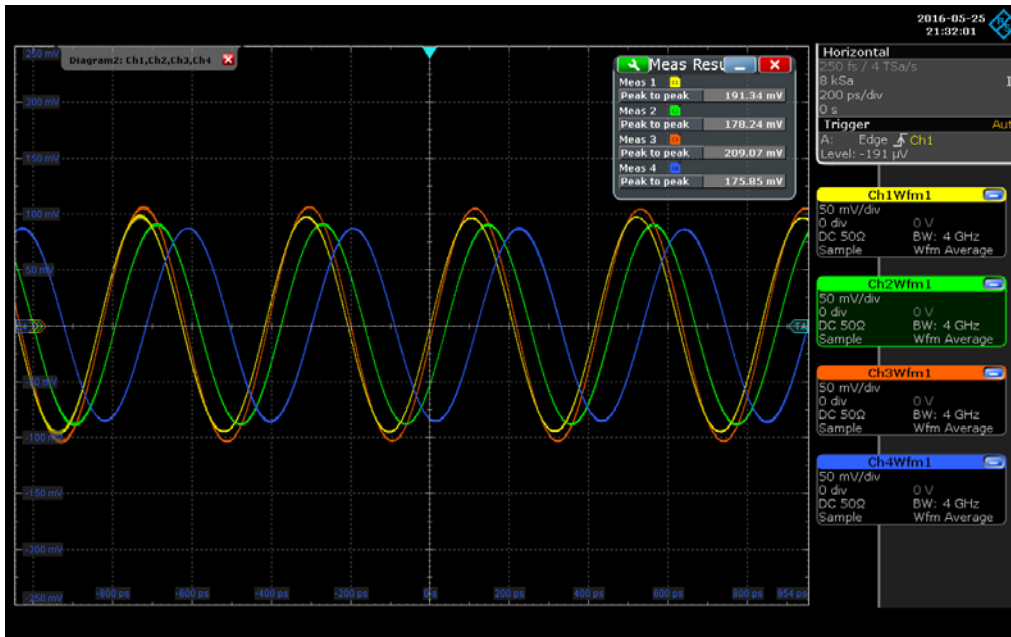 2016-05-25
21:32:01
Diagram2: Ch1,Ch2,Ch3,Ch4
250 mV
200 mV
150 mV
100 mV
50 mV
-50 mV
-100 mV
-150 mV
-200 mV
-250 mV
-800 ps
-600 ps
-400 ps
-200 ps
0 s
200 ps
400 ps
600 ps
800 ps
954 ps
TA
Meas Resu
Meas 1 C1
Peak to peak 191.34 mV
Meas 2
Peak to peak 178.24 mV
Meas 3
Peak to peak 209.07 mV
Meas 4
Peak to peak 175.85 mV
Horizontal
250 fs / 4 TSa/s
8 kSa
200 ps/div
0 s
Trigger Aut
A: Edge Ch1
Level: -191 µV
Ch1Wfm1
50 mV/div
0 div 0 V
DC 50Ω BW: 4 GHz
Sample Wfm Average
Ch2Wfm1
50 mV/div
0 div 0 V
DC 50Ω BW: 4 GHz
Sample Wfm Average
Ch3Wfm1
50 mV/div
0 div 0 V
DC 50Ω BW: 4 GHz
Sample Wfm Average
Ch4Wfm1
50 mV/div
0 div 0 V
DC 50Ω BW: 4 GHz
Sample Wfm Average